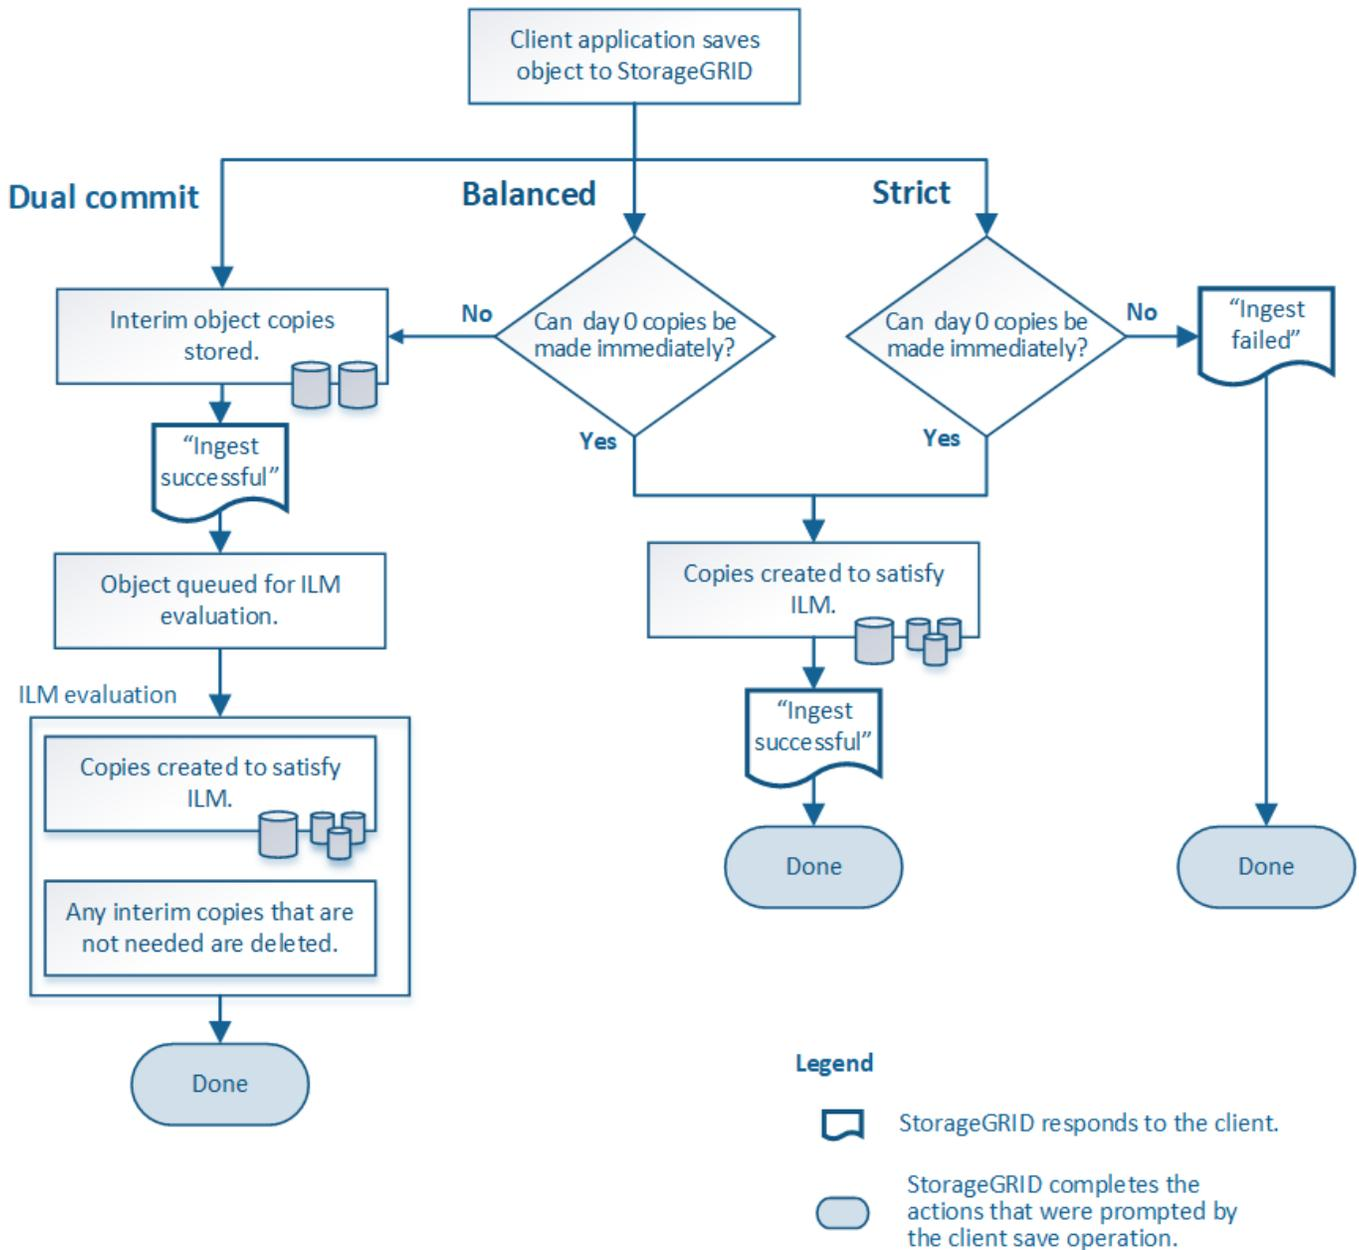 Client application saves
object to StorageGRID
Dual commit
Balanced
Strict
Interim object copies
stored.
No
Can day 0 copies be
made immediately?
Yes
Can day 0 copies be
made immediately?
No
Yes
“Ingest
failed”
“Ingest
successful”
Object queued for ILM
evaluation.
Copies created to satisfy
ILM.
ILM evaluation
Copies created to satisfy
ILM.
“Ingest
successful”
Any interim copies that are
not needed are deleted.
Done
Done
Done
Legend
StorageGRID responds to the client.
StorageGRID completes the
actions that were prompted by
the client save operation.